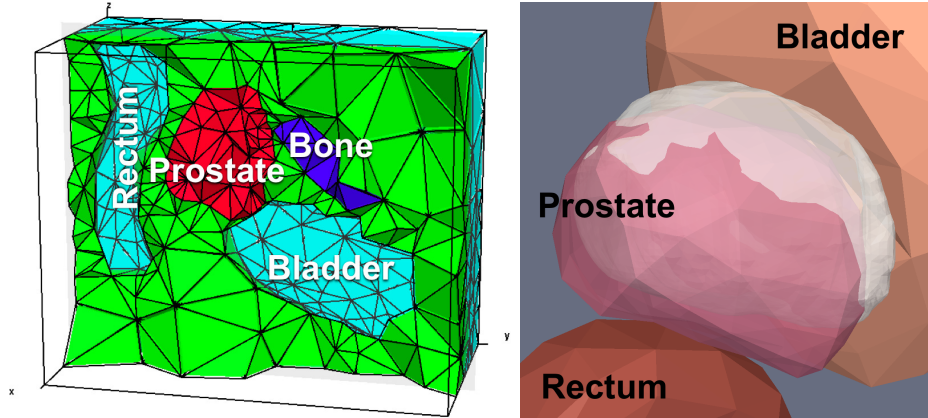 z
Rectum
Prostate
Bone
Bladder
y
x
Bladder
Prostate
Rectum